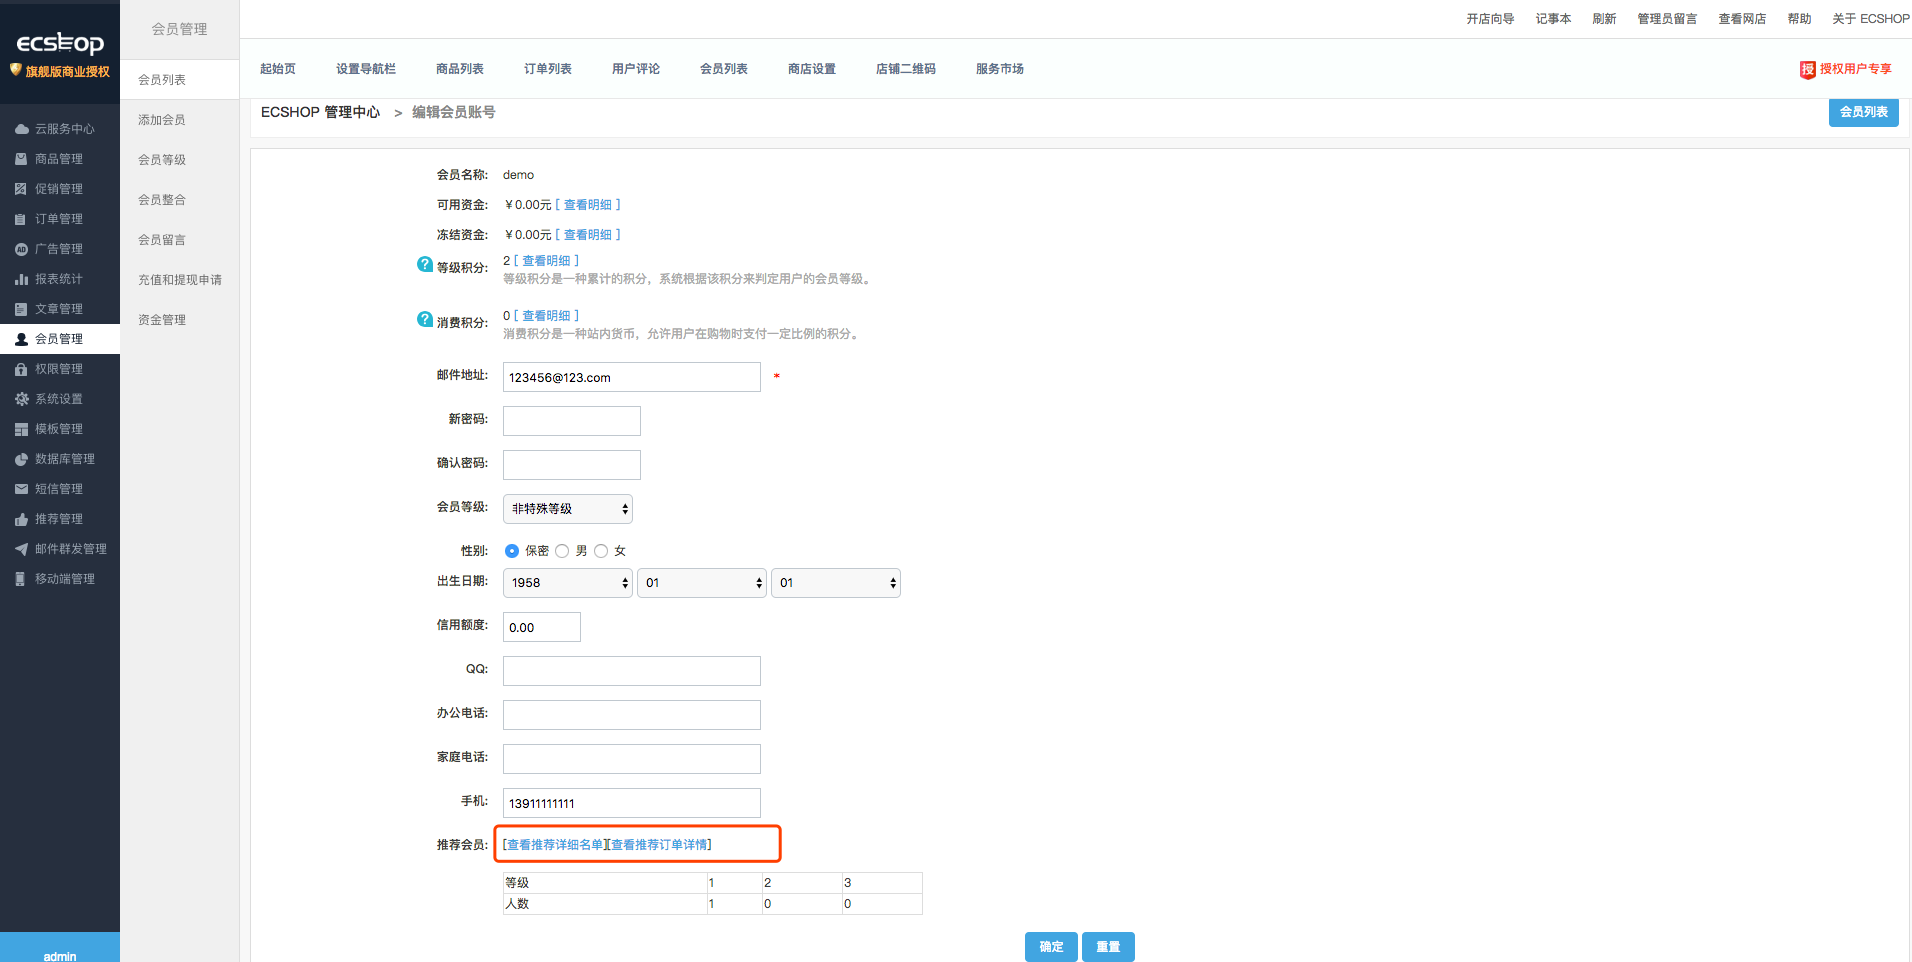 ecshop
旗舰版商业授权
云服务中心
商品管理
促销管理
订单管理
广告管理
报表统计
文章管理
会员管理
权限管理
系统设置
模板管理
数据库管理
短信管理
推荐管理
邮件群发管理
移动端管理
admin
会员管理
会员列表
添加会员
会员等级
会员整合
会员留言
充值和提现申请
资金管理
开店向导 记事本 刷新 管理员留言 查看网店 帮助 关于 ECSHOP
起始页 设置导航栏 商品列表 订单列表 用户评论 会员列表 商店设置 店铺二维码 服务市场 授 授权用户专享
ECSHOP 管理中心 > 编辑会员账号 会员列表
会员名称: demo
可用资金: ￥0.00元 [ 查看明细 ]
冻结资金: ￥0.00元 [ 查看明细 ]
? 等级积分: 2 [ 查看明细 ]
等级积分是一种累计的积分，系统根据该积分来判定用户的会员等级。
? 消费积分: 0 [ 查看明细 ]
消费积分是一种站内货币，允许用户在购物时支付一定比例的积分。
邮件地址: 123456@123.com *
新密码:
确认密码:
会员等级: 非特殊等级
性别: 保密 男 女
出生日期: 1958 01 01
信用额度: 0.00
QQ:
办公电话:
家庭电话:
手机: 13911111111
推荐会员: [查看推荐详细名单][查看推荐订单详情]
等级 1 2 3
人数 1 0 0
确定 重置